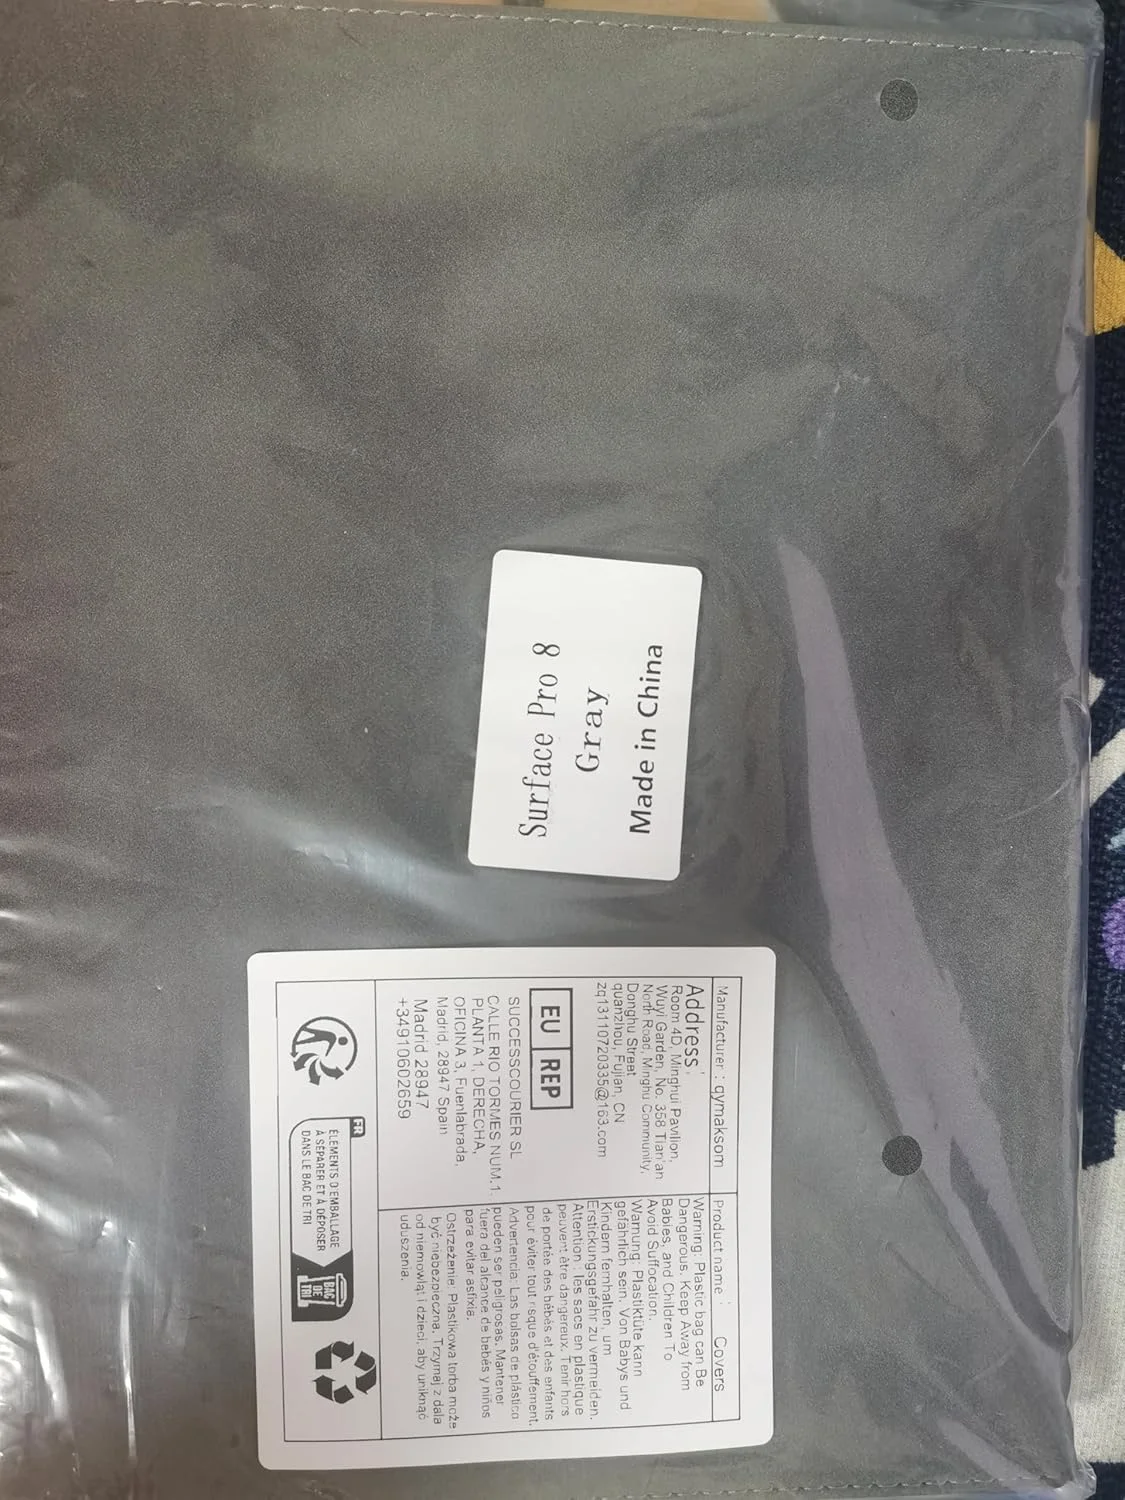 Surface Pro 8
Gray
Made in China
Manufacturer : qymaksom
Address :
Room 4D, Minghui Pavilion,
Wuyi Garden, No. 358 Tian'an
North Road, Minghu Community,
Donghu Street
quanzhou, Fujian, CN
zq13110720335@163.com
EU REP
SUCCESSCOURIER SL
CALLE RIO TORMES NUM.1,
PLANTA 1, DERECHA,
OFICINA 3, Fuenlabrada,
Madrid, 28947 Spain
Madrid 28947
+34910602659
Product name : Covers
Warning: Plastic bag can Be
Dangerous. Keep Away from
Babies, and Children To
Avoid Suffocation.
Warnung: Plastiktüte kann
gefährlich sein. Von Babys und
Kindern fernhalten, um
Erstickungsgefahr zu vermeiden.
Attention : les sacs en plastique
peuvent être dangereux. Tenir hors
de portée des bébés et des enfants
pour éviter tout risque d'étouffement.
Advertencia: Las bolsas de plástico
pueden ser peligrosas. Mantener
fuera del alcance de bebés y niños
para evitar asfixia.
Ostrzeżenie: Plastikowa torba może
być niebezpieczna. Trzymaj z dala
od niemowląt i dzieci, aby uniknąć
uduszenia.
FR
ÉLÉMENTS D'EMBALLAGE
À SÉPARER ET À DÉPOSER
DANS LE BAC DE TRI
BAC
DE
TRI